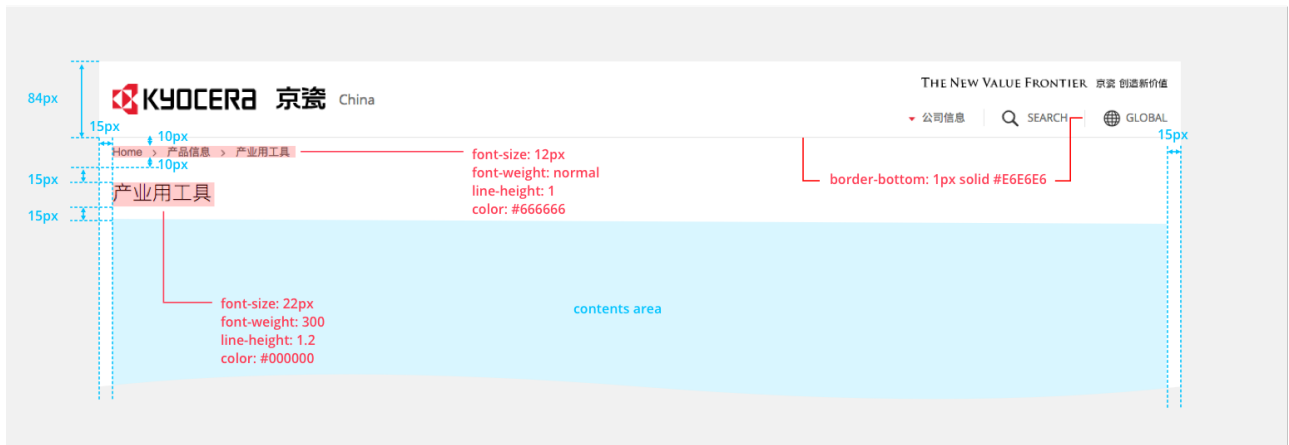 THE NEW VALUE FRONTIER 京瓷 创造新价值
84px
KYOCERA 京瓷 China
公司信息 SEARCH GLOBAL
15px
10px
15px
Home > 产品信息 > 产业用工具
10px
font-size: 12px
font-weight: normal
line-height: 1
color: #666666
border-bottom: 1px solid #E6E6E6
15px
产业用工具
15px
font-size: 22px
font-weight: 300
line-height: 1.2
color: #000000
contents area